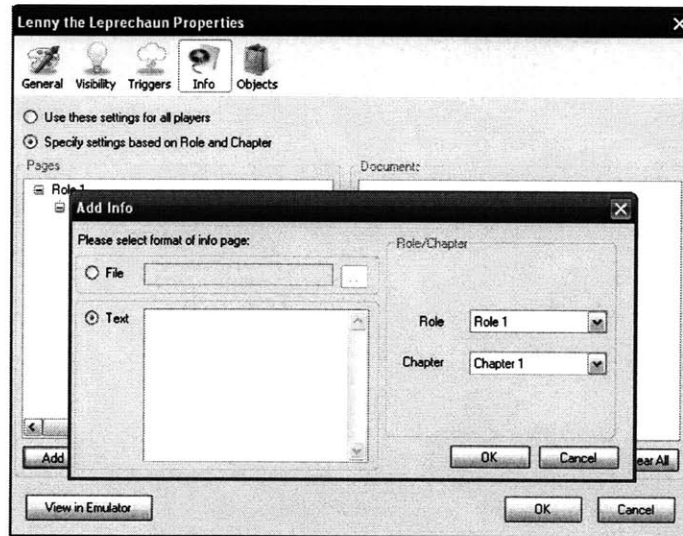 Lenny the Leprechaun Properties
General Visibility Triggers Info Objects
Use these settings for all players
Specify settings based on Role and Chapter
Pages
Documents
Role 1
Add Info
Please select format of info page:
Role/Chapter
File
...
Text
Role
Role 1
Chapter
Chapter 1
OK
Cancel
Add
ear All
View in Emulator
OK
Cancel